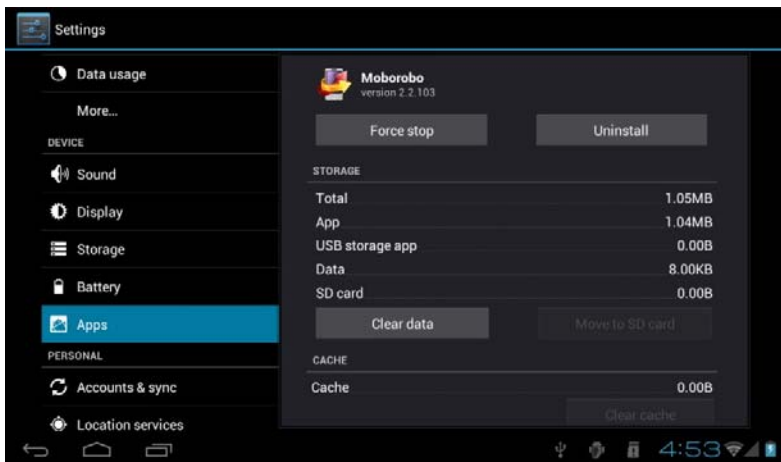 Settings
Data usage
More...
DEVICE
Sound
Display
Storage
Battery
Apps
PERSONAL
Accounts & sync
Location services
Moborobo
version 2.2.103
Force stop Uninstall
STORAGE
Total 1.05MB
App 1.04MB
USB storage app 0.00B
Data 8.00KB
SD card 0.00B
Clear data Move to SD card
CACHE
Cache 0.00B
Clear cache
4:53